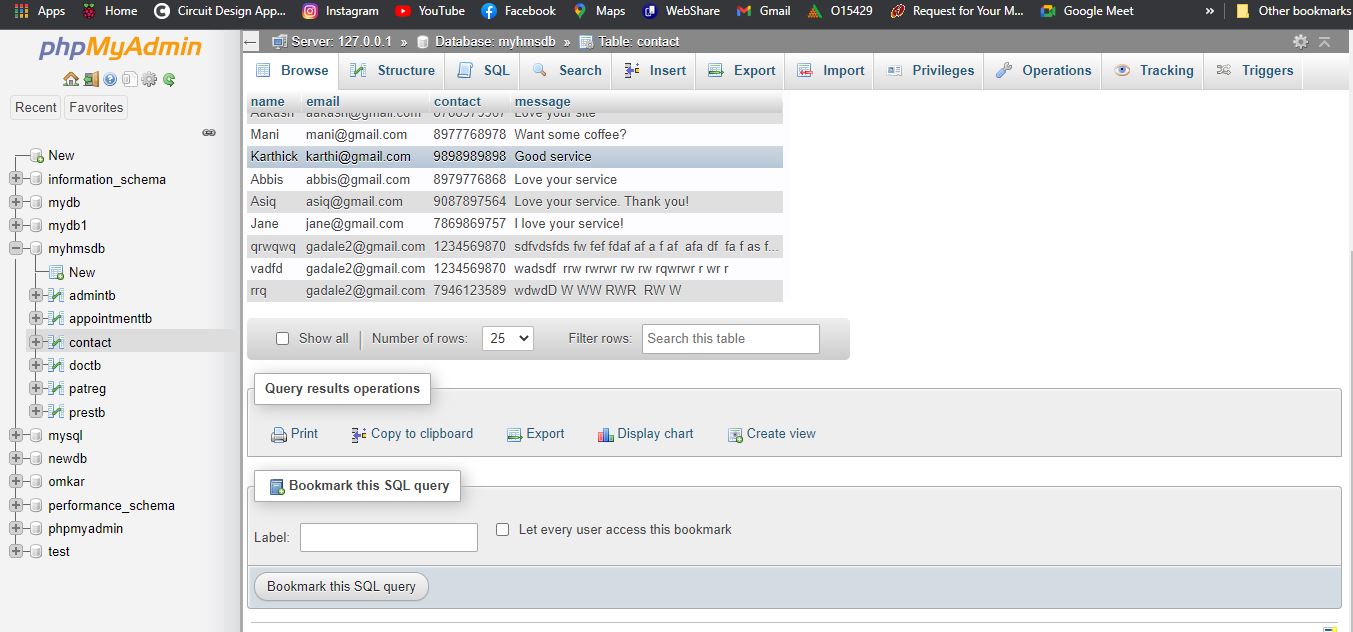 Apps Home Circuit Design App... Instagram YouTube Facebook Maps WebShare Gmail O15429 Request for Your M... Google Meet » Other bookmarks
phpMyAdmin
Recent Favorites
New
information_schema
mydb
mydb1
myhmsdb
New
admintb
appointmenttb
contact
doctb
patreg
prestb
mysql
newdb
omkar
performance_schema
phpmyadmin
test
← Server: 127.0.0.1 » Database: myhmsdb » Table: contact
Browse Structure SQL Search Insert Export Import Privileges Operations Tracking Triggers
name email contact message
Aakash aakash@gmail.com Love your site
Mani mani@gmail.com 8977768978 Want some coffee?
Karthick karthi@gmail.com 9898989898 Good service
Abbis abbis@gmail.com 8979776868 Love your service
Asiq asiq@gmail.com 9087897564 Love your service. Thank you!
Jane jane@gmail.com 7869869757 I love your service!
qrwqwq gadale2@gmail.com 1234569870 sdfvdsfds fw fef fdaf af a f af  afa df  fa f as f...
vadfd gadale2@gmail.com 1234569870 wadsdf  rrw rwrwr rw rw rqwrwr r wr r
rrq gadale2@gmail.com 7946123589 wdwdD W WW RWR  RW W
Show all Number of rows: 25 Filter rows: Search this table
Query results operations
Print Copy to clipboard Export Display chart Create view
Bookmark this SQL query
Label: Let every user access this bookmark
Bookmark this SQL query